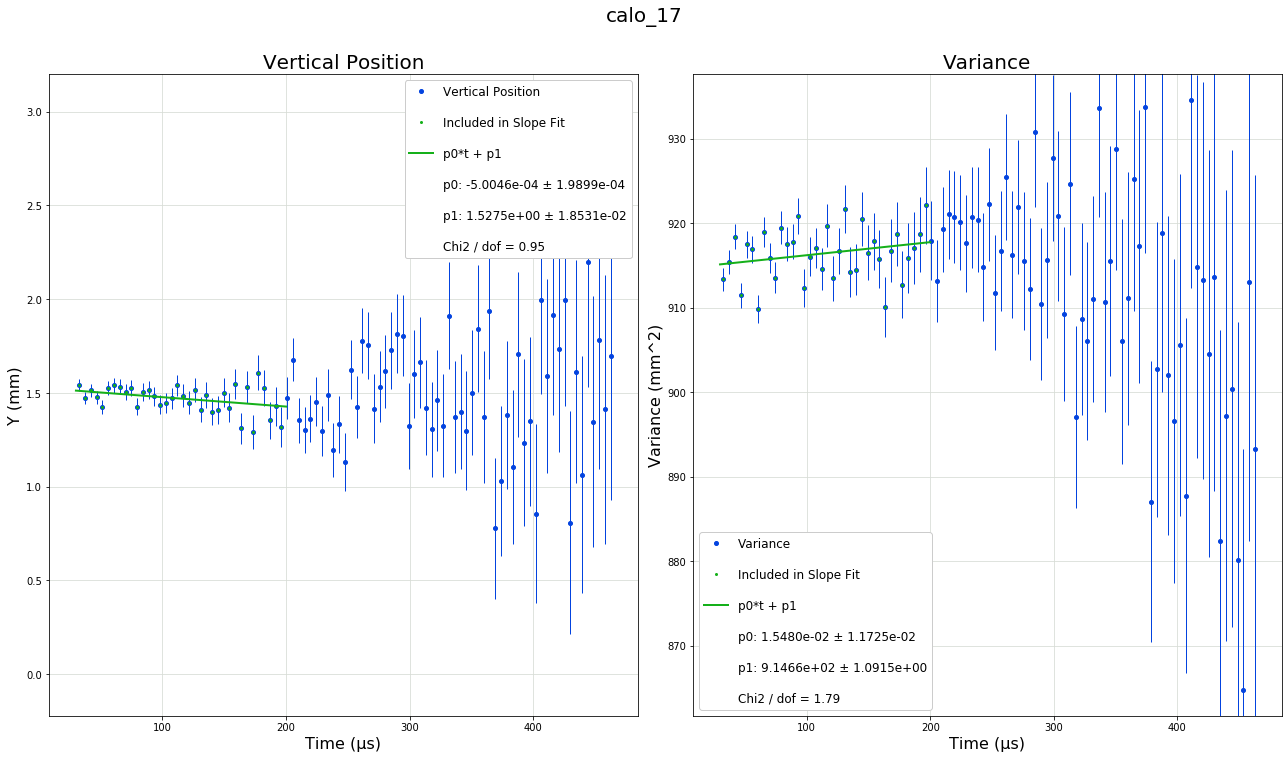 calo_17
Vertical Position
Y (mm)
3.0
2.5
2.0
1.5
1.0
0.5
0.0
100
200
300
400
Time (µs)
Vertical Position
Included in Slope Fit
p0*t + p1
p0: -5.0046e-04 ± 1.9899e-04
p1: 1.5275e+00 ± 1.8531e-02
Chi2 / dof = 0.95
Variance
Variance (mm^2)
930
920
910
900
890
880
870
100
200
300
400
Time (µs)
Variance
Included in Slope Fit
p0*t + p1
p0: 1.5480e-02 ± 1.1725e-02
p1: 9.1466e+02 ± 1.0915e+00
Chi2 / dof = 1.79